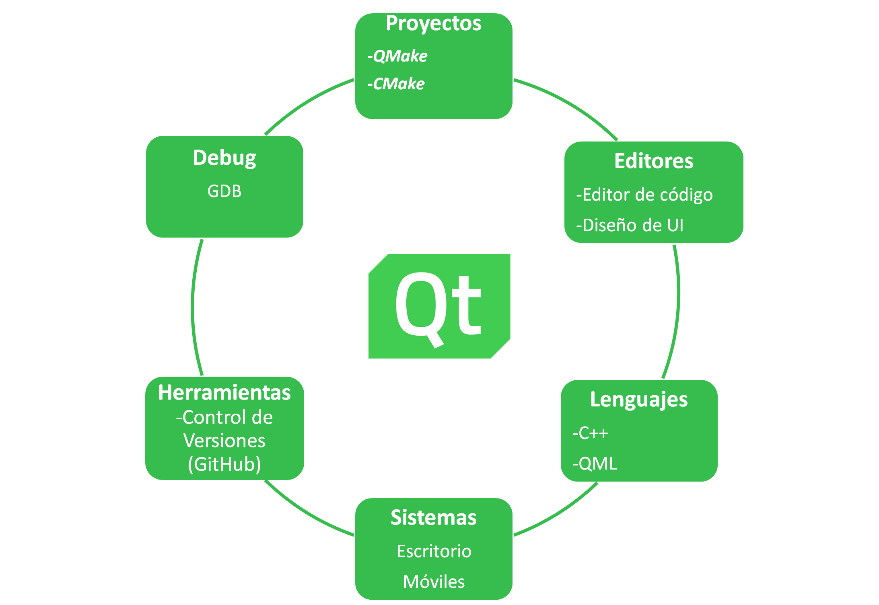 Proyectos
-QMake
-CMake
Editores
-Editor de código
-Diseño de UI
Lenguajes
-C++
-QML
Sistemas
Escritorio
Móviles
Herramientas
-Control de
Versiones
(GitHub)
Debug
GDB
Qt